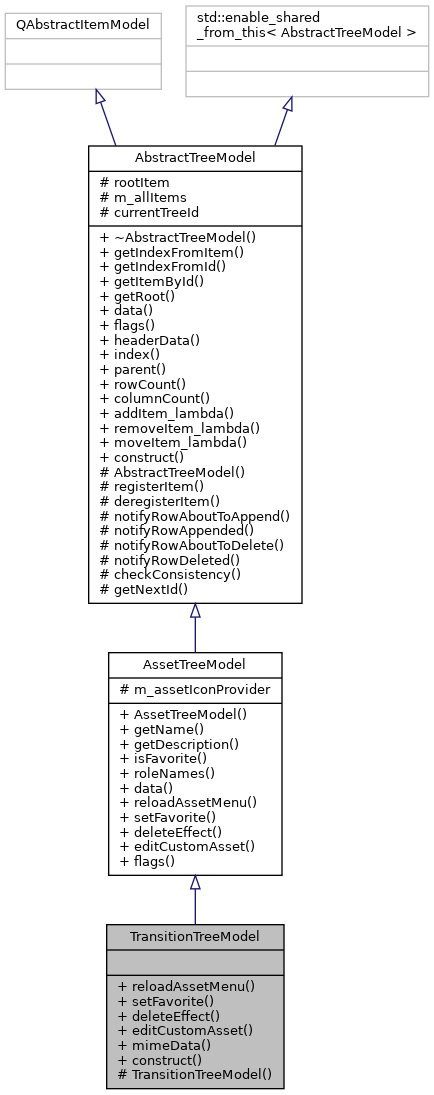 QAbstractItemModel
std::enable_shared
_from_this< AbstractTreeModel >
AbstractTreeModel
# rootItem
# m_allItems
# currentTreeId
+ ~AbstractTreeModel()
+ getIndexFromItem()
+ getIndexFromId()
+ getItemById()
+ getRoot()
+ data()
+ flags()
+ headerData()
+ index()
+ parent()
+ rowCount()
+ columnCount()
+ addItem_lambda()
+ removeItem_lambda()
+ moveItem_lambda()
+ construct()
# AbstractTreeModel()
# registerItem()
# deregisterItem()
# notifyRowAboutToAppend()
# notifyRowAppended()
# notifyRowAboutToDelete()
# notifyRowDeleted()
# checkConsistency()
# getNextId()
AssetTreeModel
# m_assetIconProvider
+ AssetTreeModel()
+ getName()
+ getDescription()
+ isFavorite()
+ roleNames()
+ data()
+ reloadAssetMenu()
+ setFavorite()
+ deleteEffect()
+ editCustomAsset()
+ flags()
TransitionTreeModel
+ reloadAssetMenu()
+ setFavorite()
+ deleteEffect()
+ editCustomAsset()
+ mimeData()
+ construct()
# TransitionTreeModel()